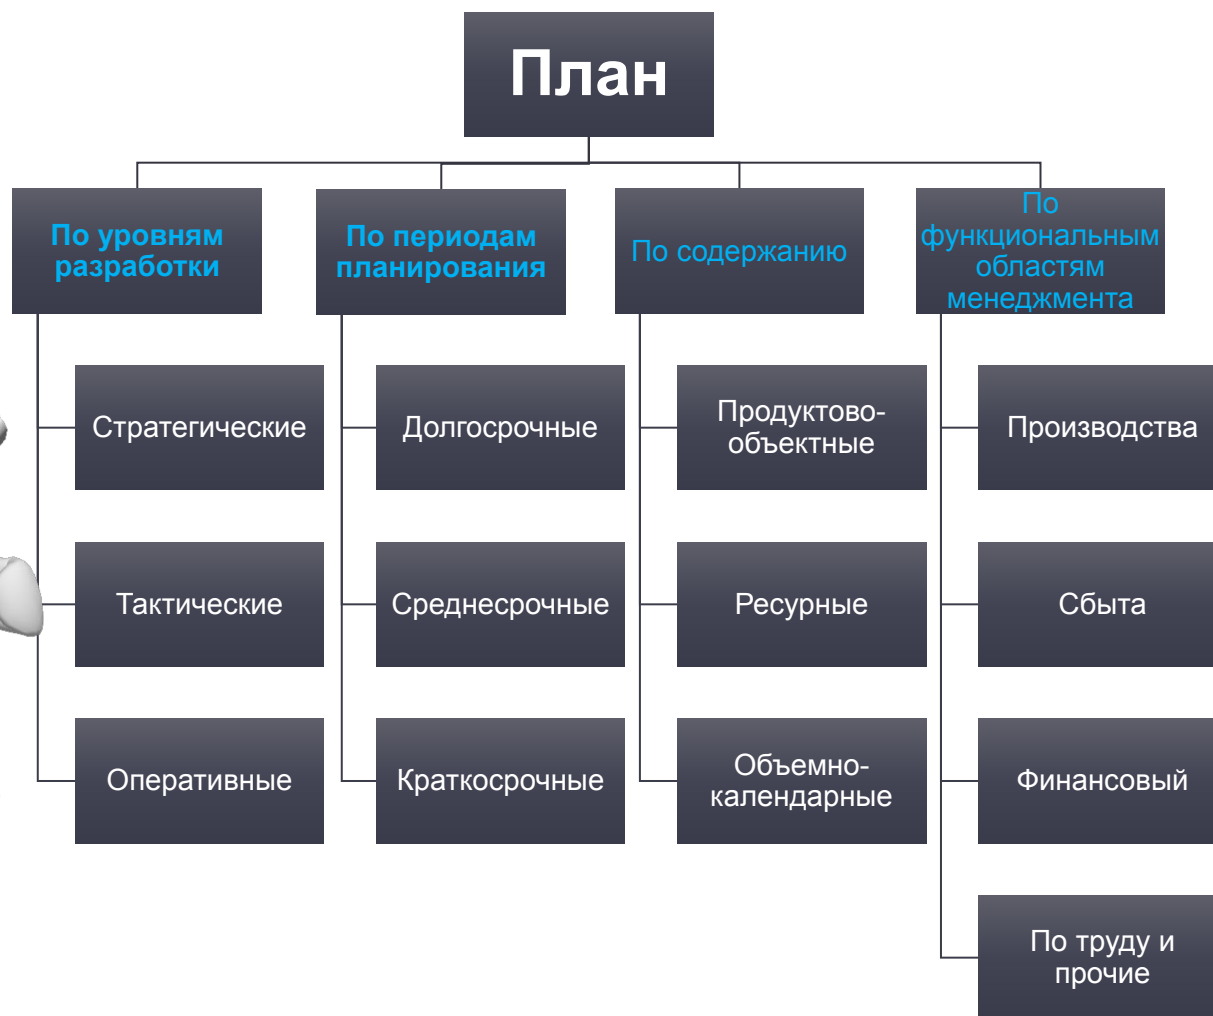 План
По уровням
разработки
Стратегические
Тактические
Оперативные
По периодам
планирования
Долгосрочные
Среднесрочные
Краткосрочные
По содержанию
Продуктово-
объектные
Ресурные
Объемно-
календарные
По
функциональным
областям
менеджмента
Производства
Сбыта
Финансовый
По труду и
прочие